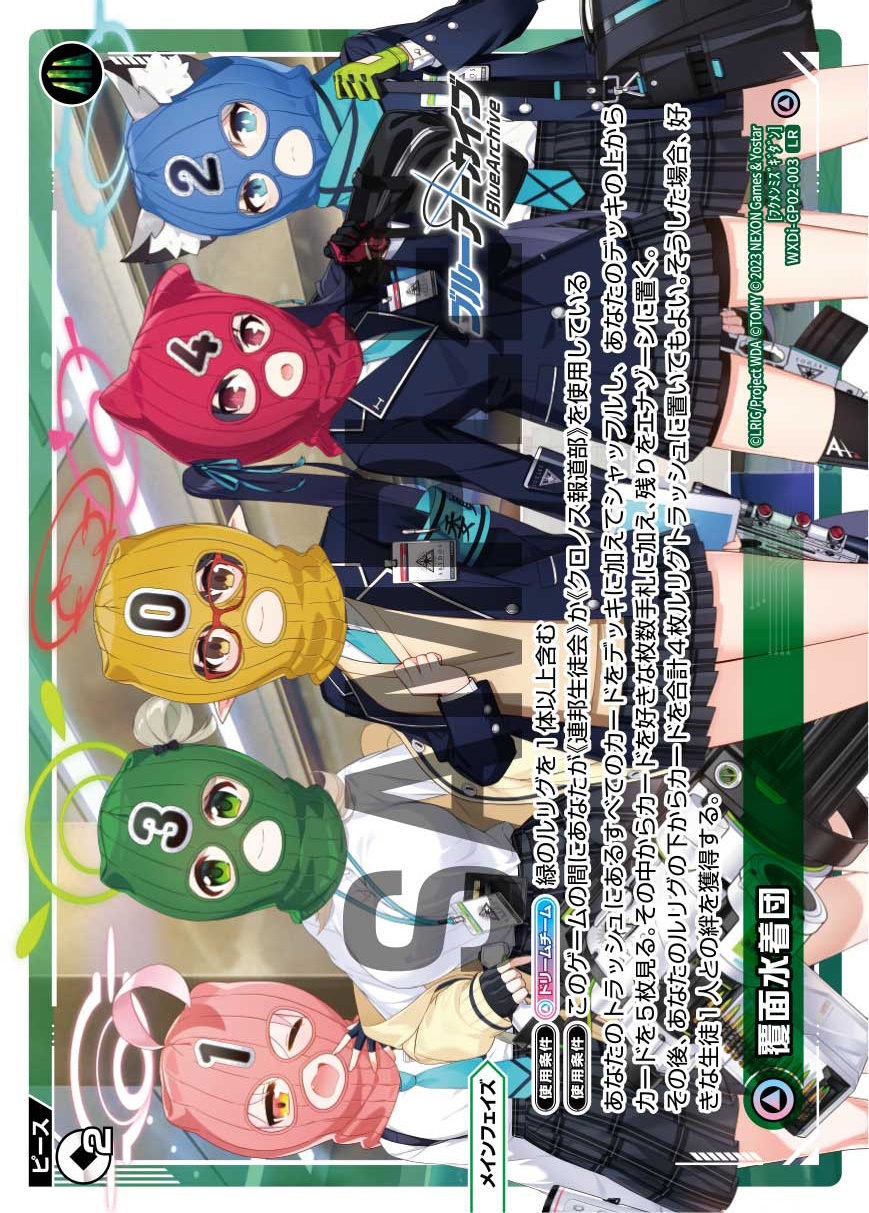 ピース
2
1
3
0
4
2
SAMPLE
ブルーアーカイブ
BlueArchive
メインフェイズ
使用条件 ドリームチーム 緑のルリグを1体以上含む
使用条件 このゲームの間にあなたが《連邦生徒会》か《クロノス報道部》を使用している
あなたのトラッシュにあるすべてのカードをデッキに加えてシャッフルし、あなたのデッキの上から
カードを5枚見る。その中からカードを好きな枚数手札に加え、残りをエナゾーンに置く。
その後、あなたのルリグの下からカードを合計4枚ルリグトラッシュに置いてもよい。そうした場合、好
きな生徒1人との絆を獲得する。
覆面水着団
©LRIG/Project WDA ©TOMY ©2023 NEXON Games & Yostar
[フクメンミズギダン]
WXDi-CP02-003 LR